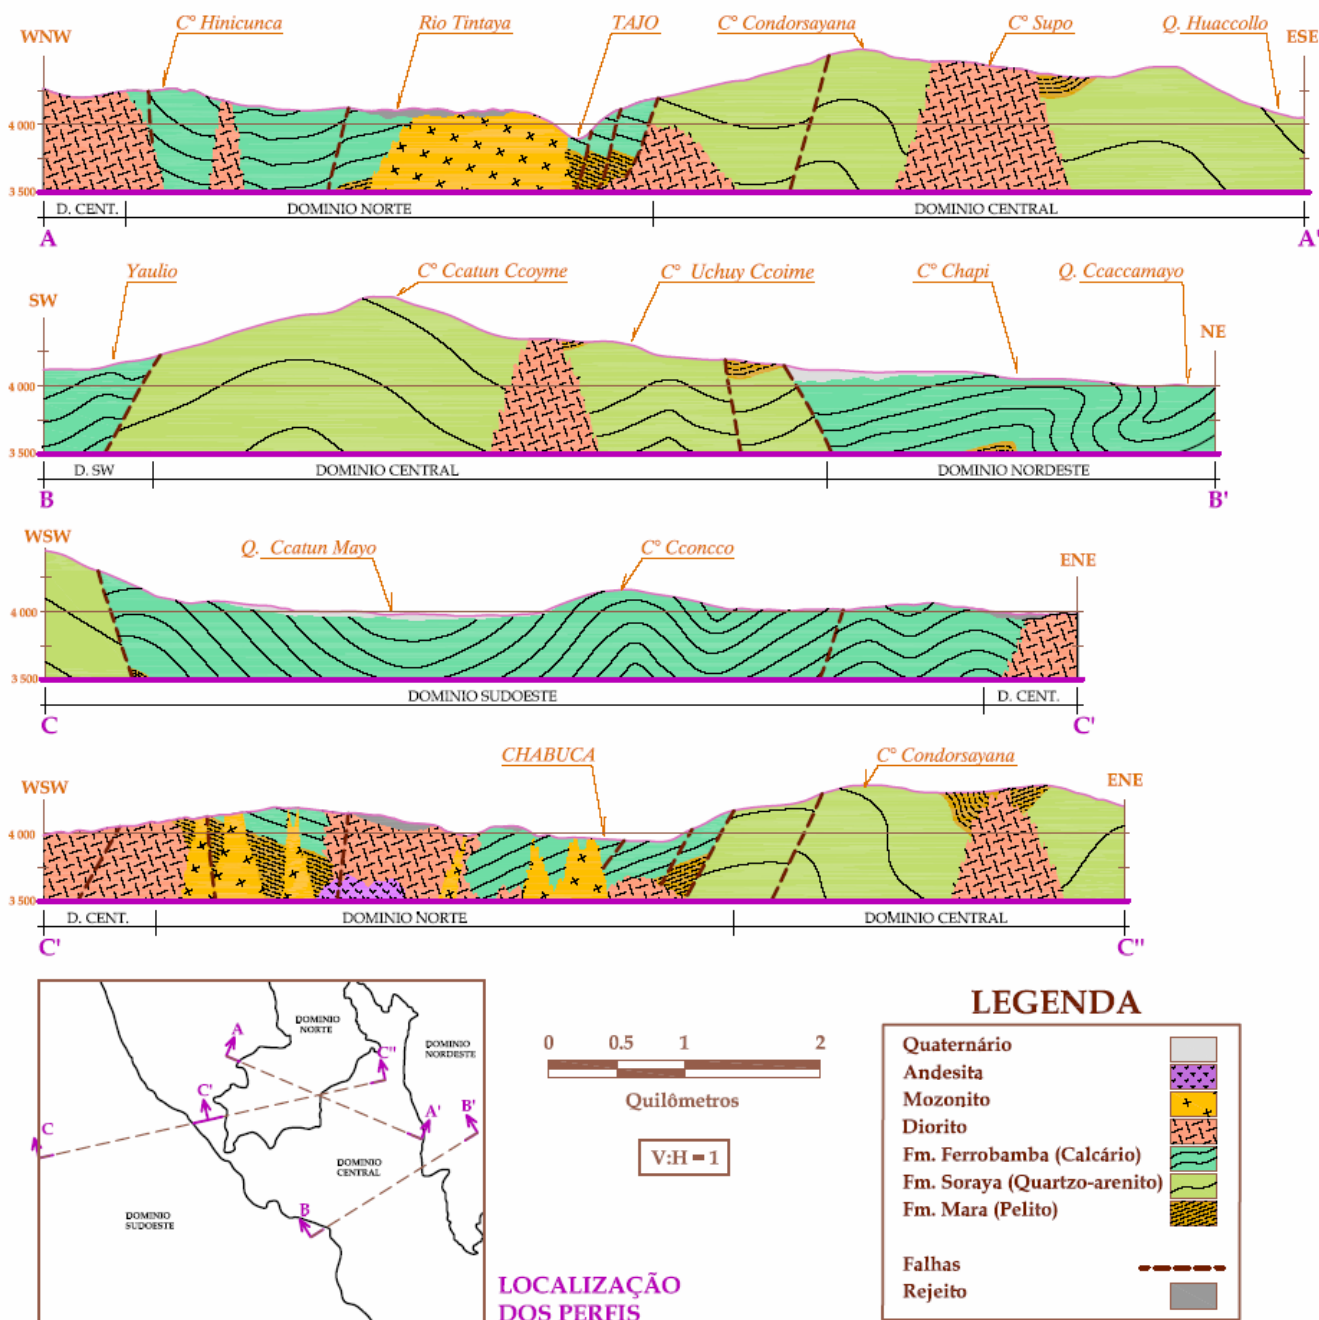 C° Hinicunca
Rio Tintaya
TAJO
C° Condorsayana
C° Supo
Q. Huaccollo
WNW
ESE
4 000
3 500
D. CENT.
DOMINIO NORTE
DOMINIO CENTRAL
A
A'
Yaulio
C° Ccatun Ccoyme
C° Uchuy Ccoime
C° Chapi
Q. Ccaccamayo
SW
NE
4 000
3 500
D. SW
DOMINIO CENTRAL
DOMINIO NORDESTE
B
B'
WSW
Q. Ccatun Mayo
C° Cconcco
ENE
4 000
3 500
DOMINIO SUDOESTE
D. CENT.
C
C'
CHABUCA
C° Condorsayana
WSW
ENE
4 000
3 500
D. CENT.
DOMINIO NORTE
DOMINIO CENTRAL
C'
C''
DOMINIO
NORTE
DOMINIO
NORDESTE
A
C''
C'
A'
B'
C
DOMINIO
CENTRAL
B
DOMINIO
SUDOESTE
0 0.5 1 2
Quilômetros
V:H = 1
LOCALIZAÇÃO
DOS PERFIS
LEGENDA
Quaternário
Andesita
Mozonito
Diorito
Fm. Ferrobamba (Calcário)
Fm. Soraya (Quartzo-arenito)
Fm. Mara (Pelito)
Falhas
Rejeito